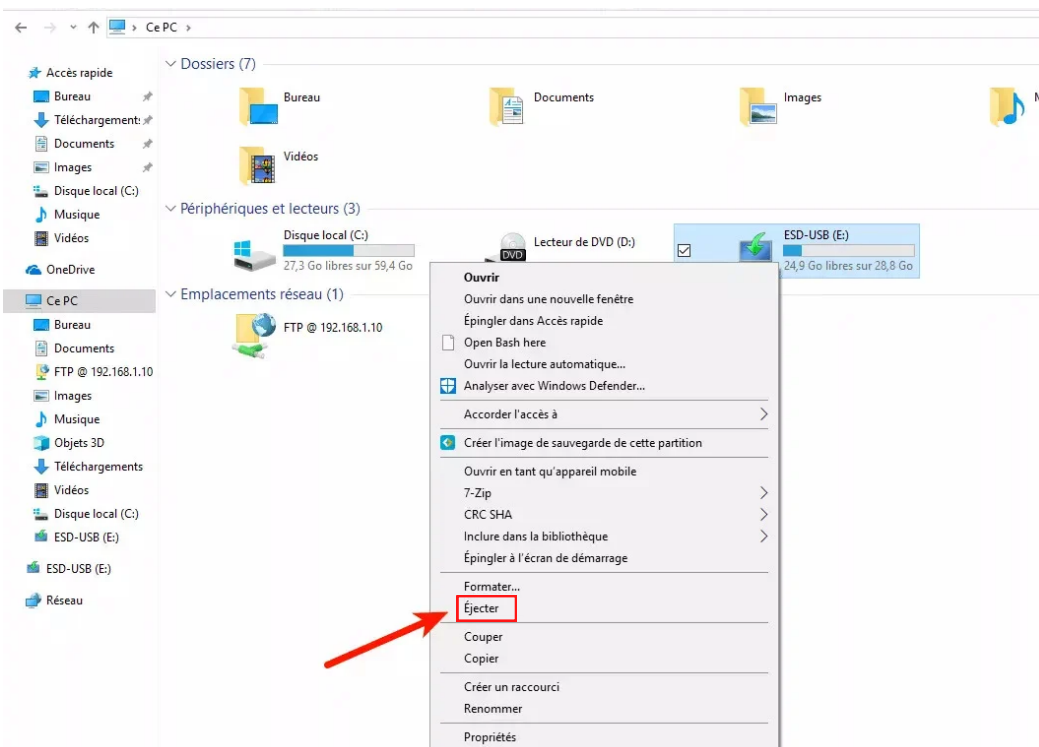 Ce PC
Accès rapide
Bureau
Téléchargements
Documents
Images
Disque local (C:)
Musique
Vidéos
OneDrive
Ce PC
Bureau
Documents
FTP @ 192.168.1.10
Images
Musique
Objets 3D
Téléchargements
Vidéos
Disque local (C:)
ESD-USB (E:)
ESD-USB (E:)
Réseau
Dossiers (7)
Bureau
Documents
Images
M
Vidéos
Périphériques et lecteurs (3)
Disque local (C:)
27,3 Go libres sur 59,4 Go
DVD
Lecteur de DVD (D:)
ESD-USB (E:)
24,9 Go libres sur 28,8 Go
Emplacements réseau (1)
FTP @ 192.168.1.10
Ouvrir
Ouvrir dans une nouvelle fenêtre
Épingler dans Accès rapide
Open Bash here
Ouvrir la lecture automatique...
Analyser avec Windows Defender...
Accorder l'accès à
Créer l'image de sauvegarde de cette partition
Ouvrir en tant qu'appareil mobile
7-Zip
CRC SHA
Inclure dans la bibliothèque
Épingler à l'écran de démarrage
Formater...
Éjecter
Couper
Copier
Créer un raccourci
Renommer
Propriétés